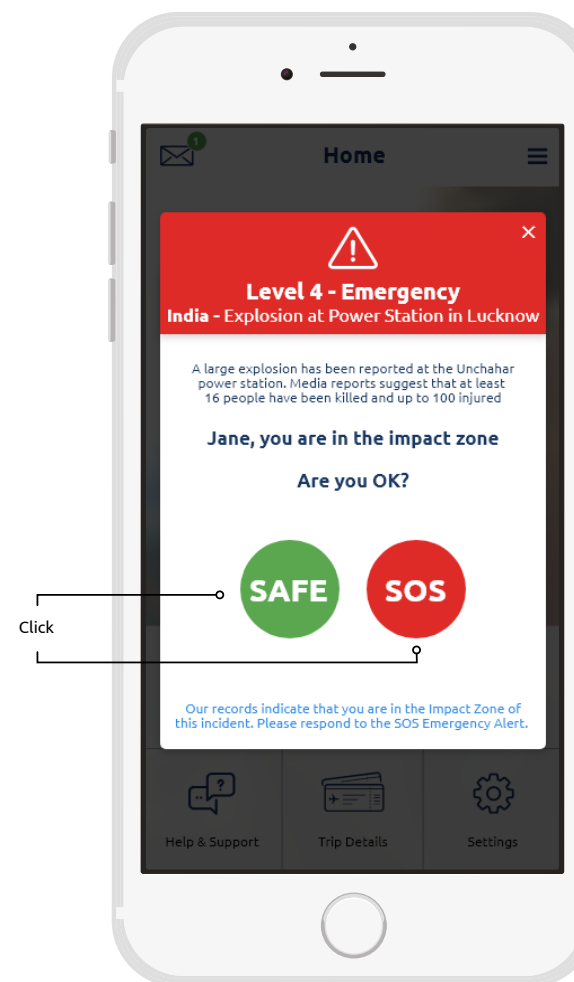 1
Home
Level 4 - Emergency
India - Explosion at Power Station in Lucknow
A large explosion has been reported at the Unchahar
power station. Media reports suggest that at least
16 people have been killed and up to 100 injured
Jane, you are in the impact zone
Are you OK?
SAFE
SOS
Click
Our records indicate that you are in the Impact Zone of
this incident. Please respond to the SOS Emergency Alert.
?
Help & Support
Trip Details
Settings